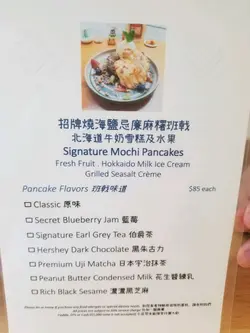 招牌燒海鹽忌廉麻糬班戟
北海道牛奶雪糕及水果
Signature Mochi Pancakes
Fresh Fruit . Hokkaido Milk Ice Cream
Grilled Seasalt Crème
Pancake Flavors 班戟味道 $85 each
Classic 原味
Secret Blueberry Jam 藍莓
Signature Earl Grey Tea 伯爵茶
Hershey Dark Chocolate 黑朱古力
Premium Uji Matcha 日本宇治抹茶
Peanut Butter Condensed Milk 花生醬煉乳
Rich Black Sesame 濃濃黑芝麻